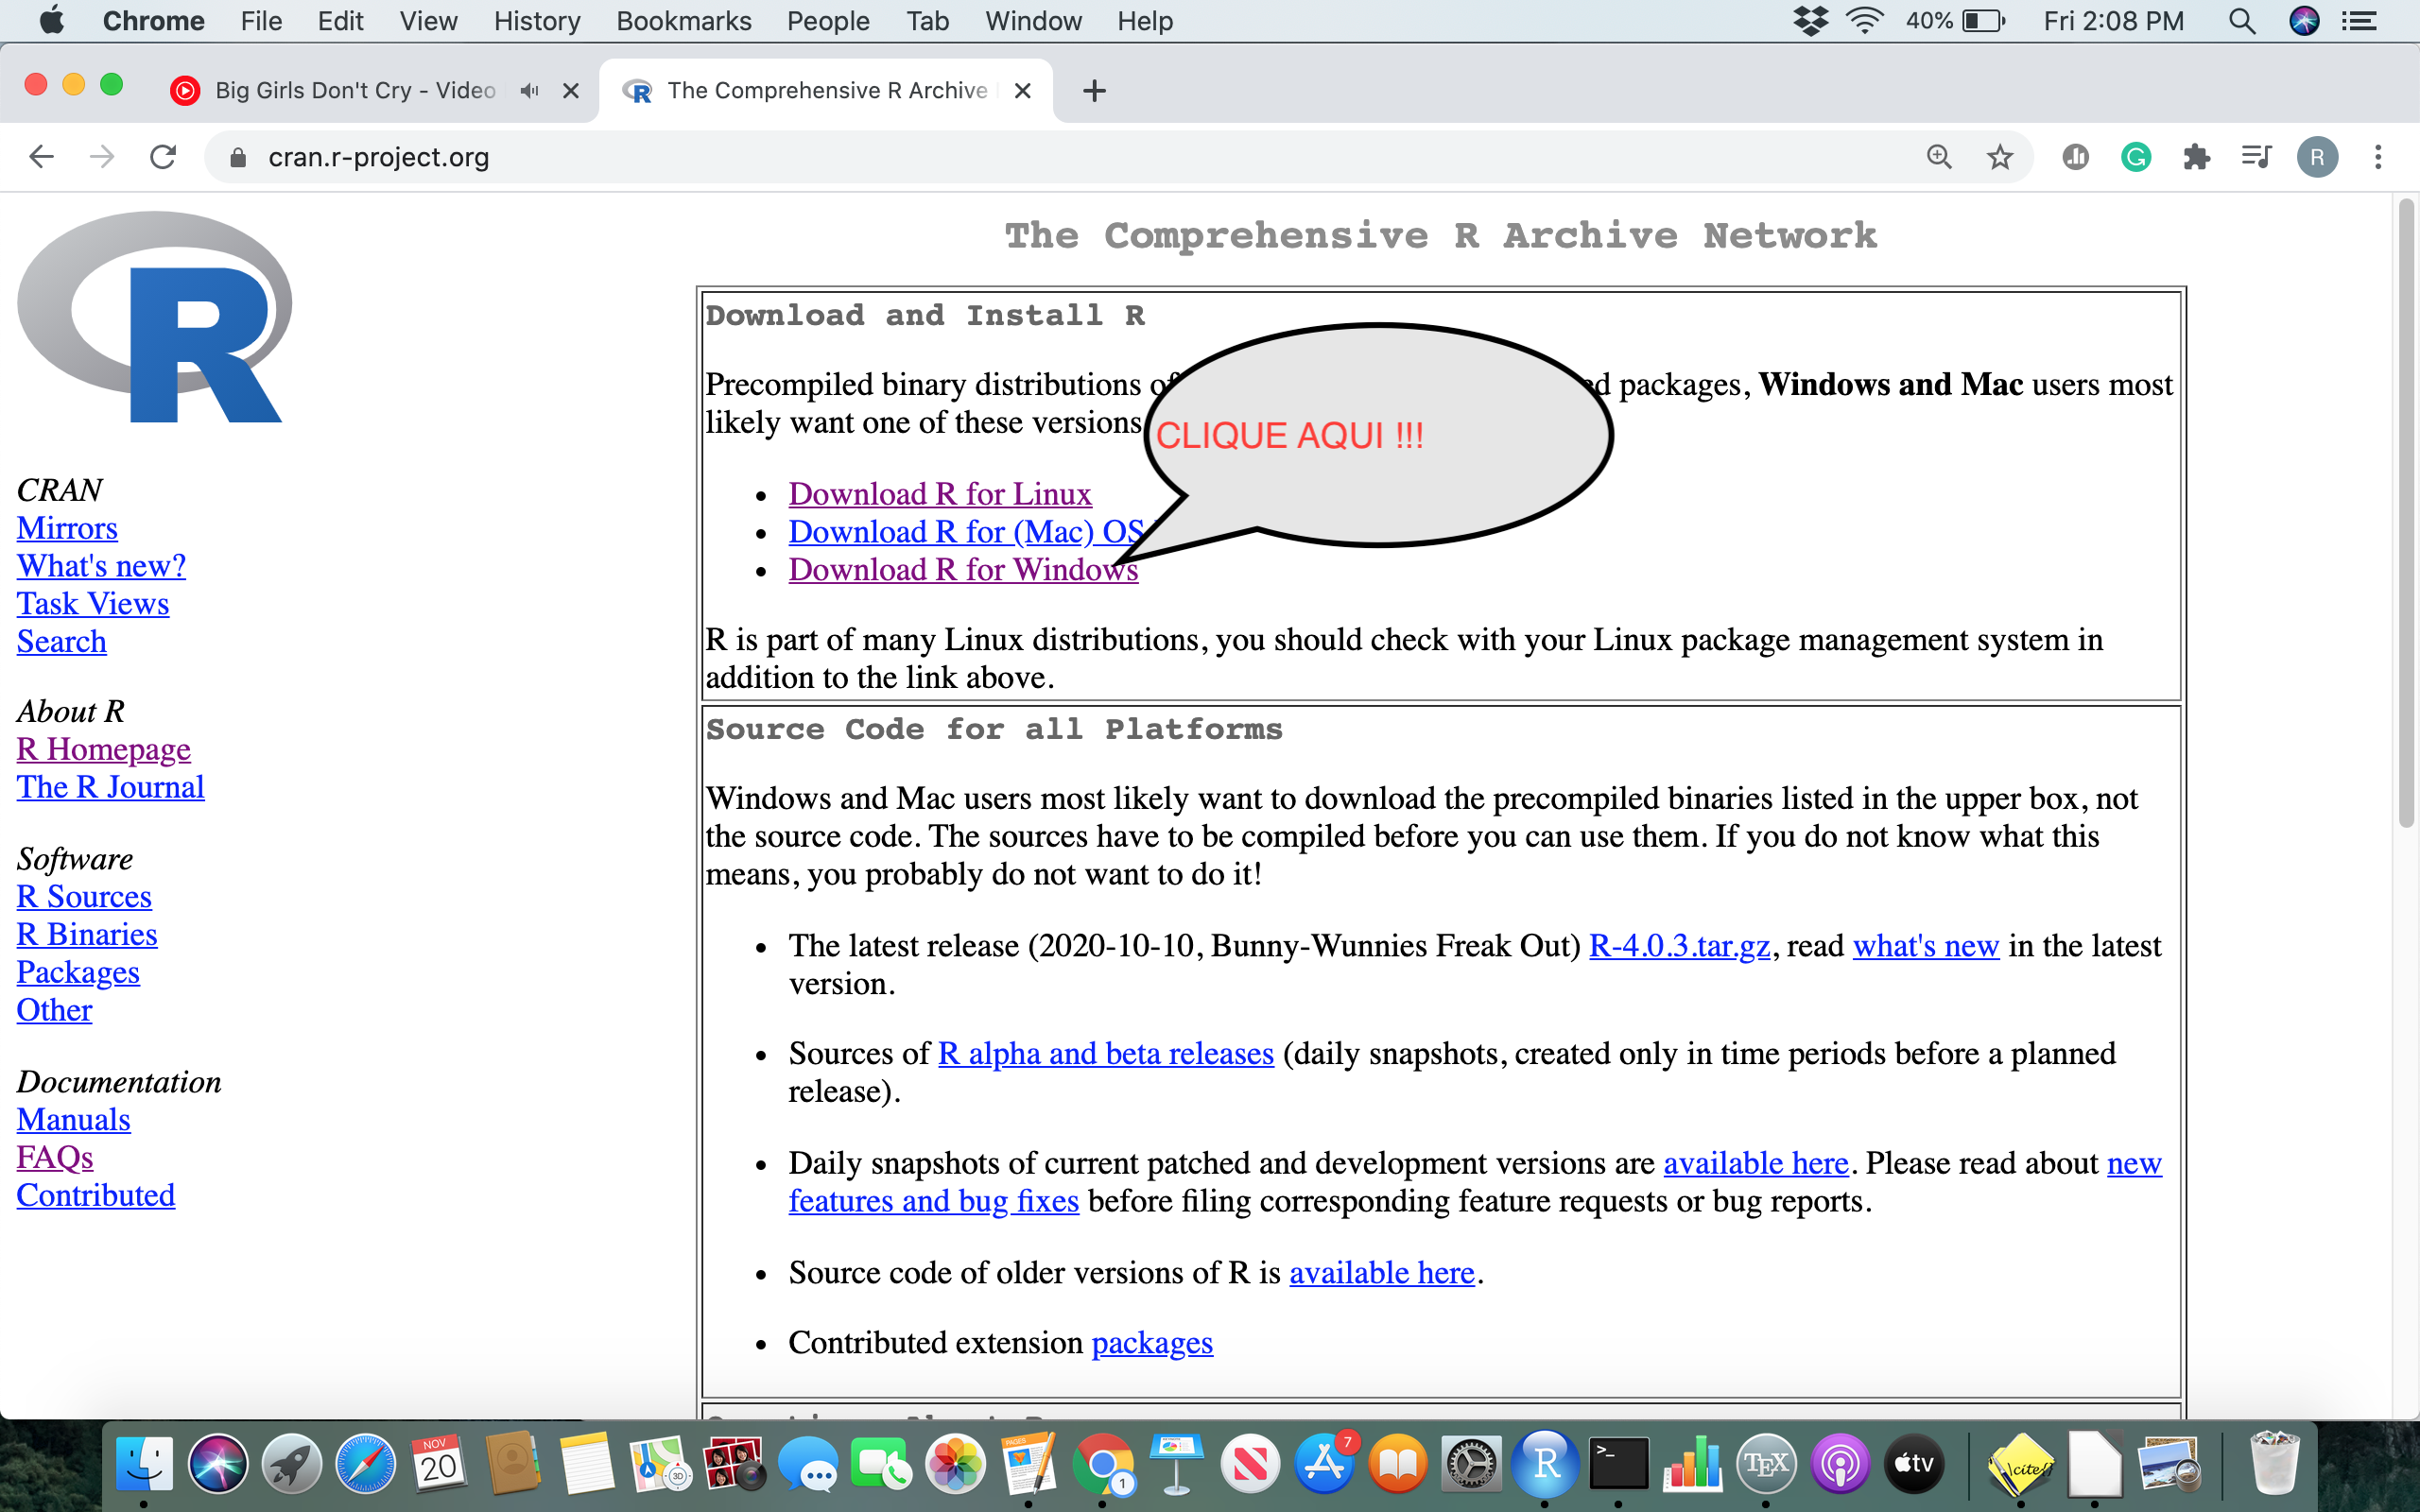 Chrome File Edit View History Bookmarks People Tab Window Help 40% Fri 2:08 PM
Big Girls Don't Cry - Video The Comprehensive R Archive
cran.r-project.org R
The Comprehensive R Archive Network
R
CRAN
Mirrors
What's new?
Task Views
Search
About R
R Homepage
The R Journal
Software
R Sources
R Binaries
Packages
Other
Documentation
Manuals
FAQs
Contributed
Download and Install R
Precompiled binary distributions of packages, Windows and Mac users most
likely want one of these versions
CLIQUE AQUI !!!
Download R for Linux
Download R for (Mac) OS
Download R for Windows
R is part of many Linux distributions, you should check with your Linux package management system in
addition to the link above.
Source Code for all Platforms
Windows and Mac users most likely want to download the precompiled binaries listed in the upper box, not
the source code. The sources have to be compiled before you can use them. If you do not know what this
means, you probably do not want to do it!
The latest release (2020-10-10, Bunny-Wunnies Freak Out) R-4.0.3.tar.gz, read what's new in the latest
version.
Sources of R alpha and beta releases (daily snapshots, created only in time periods before a planned
release).
Daily snapshots of current patched and development versions are available here. Please read about new
features and bug fixes before filing corresponding feature requests or bug reports.
Source code of older versions of R is available here.
Contributed extension packages
NOV
20
3D
PAGES
1
7
R
>_
TEX
tv
\cite{}